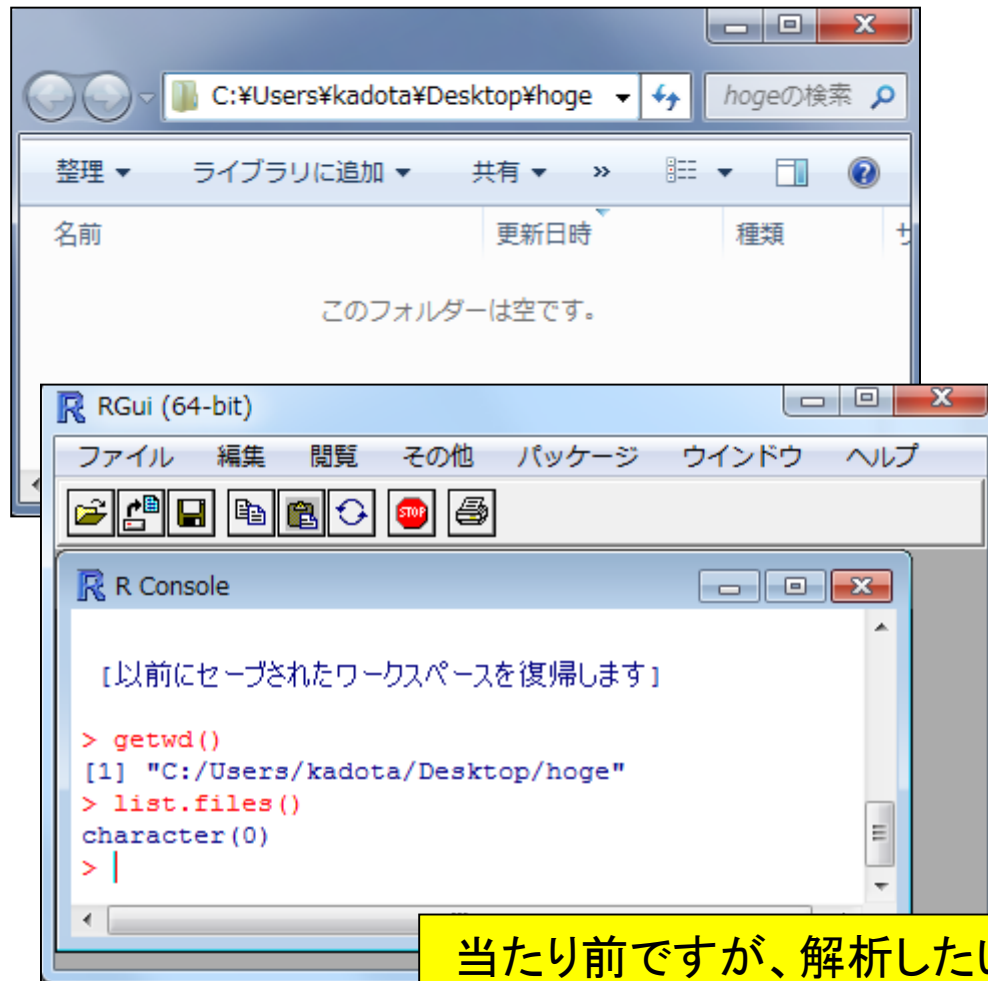 C:¥Users¥kadota¥Desktop¥hoge
hogeの検索
整理
ライブラリに追加
共有
»
名前
更新日時
種類
サ
このフォルダーは空です。
RGui (64-bit)
ファイル 編集 閲覧 その他 パッケージ ウインドウ ヘルプ
STOP
R Console
[以前にセーブされたワークスペースを復帰します]
> getwd()
[1] "C:/Users/kadota/Desktop/hoge"
> list.files()
character(0)
>
当たり前ですが、解析したい